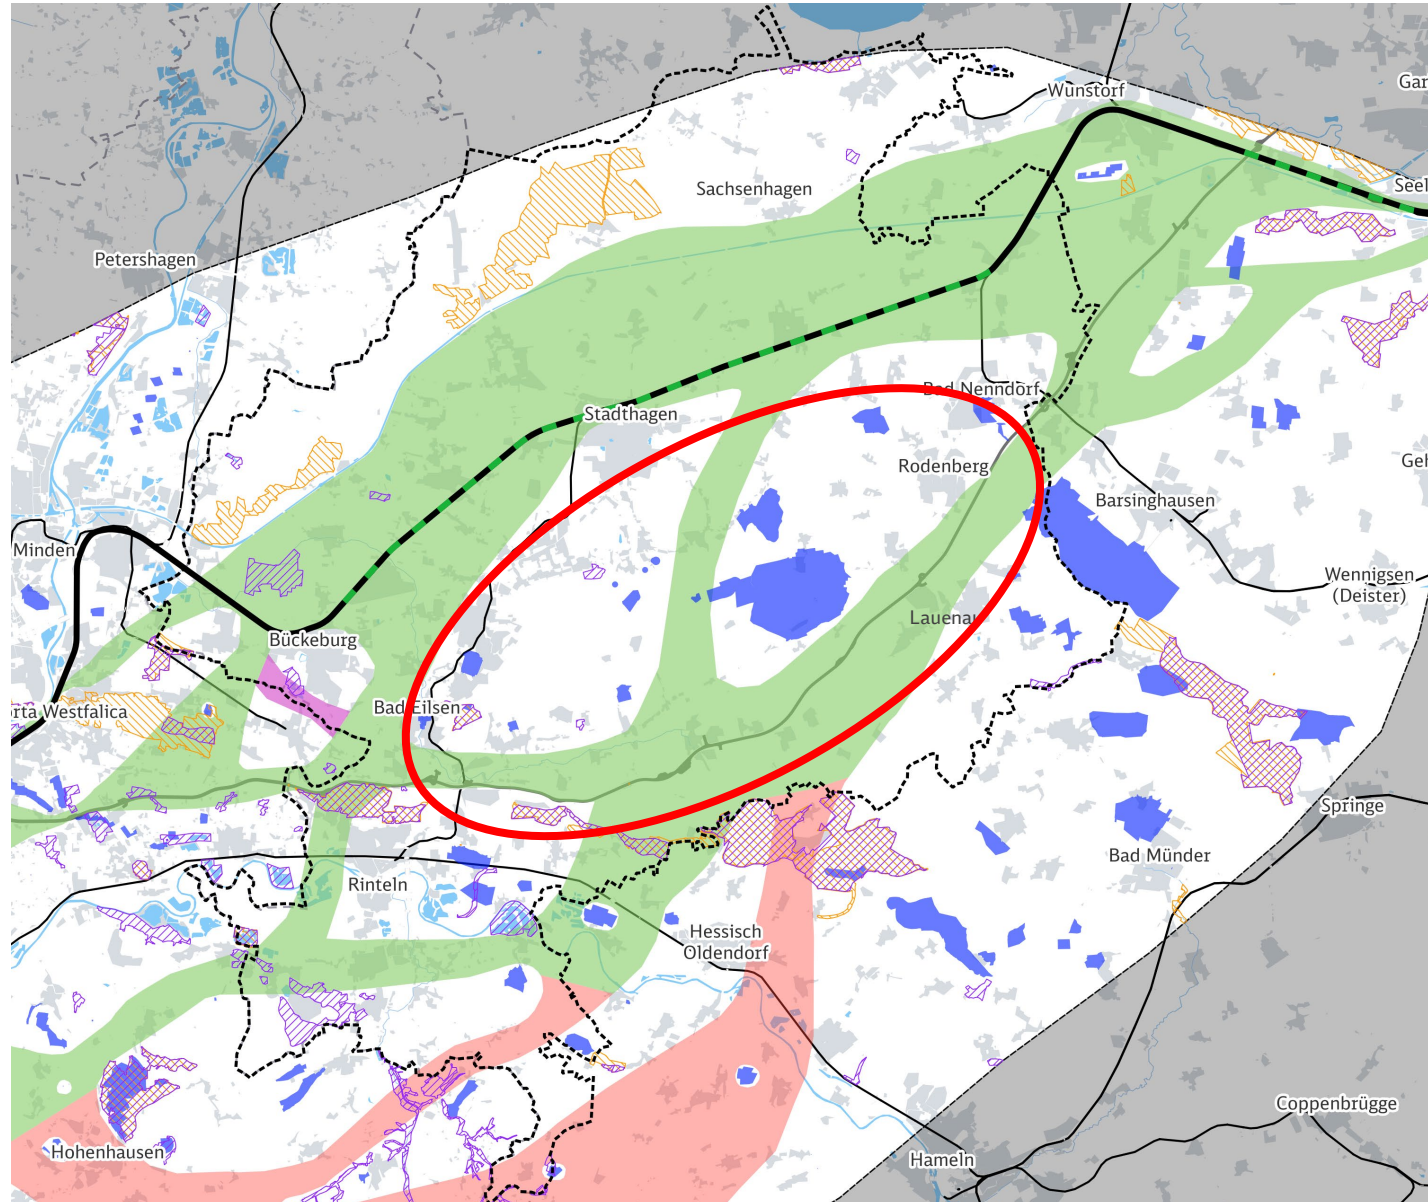 Gar
Wunstorf
Seel
Sachsenhagen
Petershagen
Bad Nenndorf
Stadthagen
Rodenberg
Geh
Barsinghausen
Minden
Wennigsen
(Deister)
Lauenau
Bückeburg
Bad Eilsen
orta Westfalica
Springe
Bad Münder
Rinteln
Hessisch
Oldendorf
Coppenbrügge
Hohenhausen
Hameln